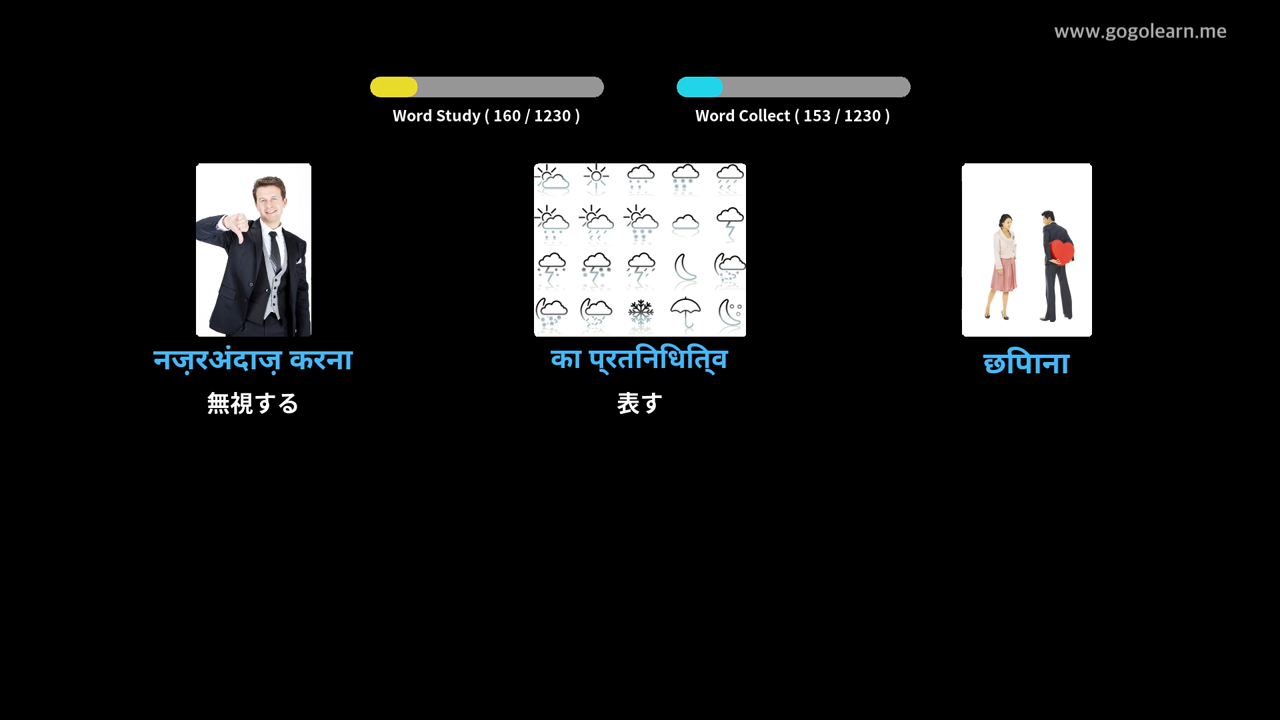 www.gogolearn.me
Word Study ( 160 / 1230 )
Word Collect ( 153 / 1230 )
नज़रअंदाज़ करना
का प्रतिनिधित्वि
छिपाना
無視する
表す